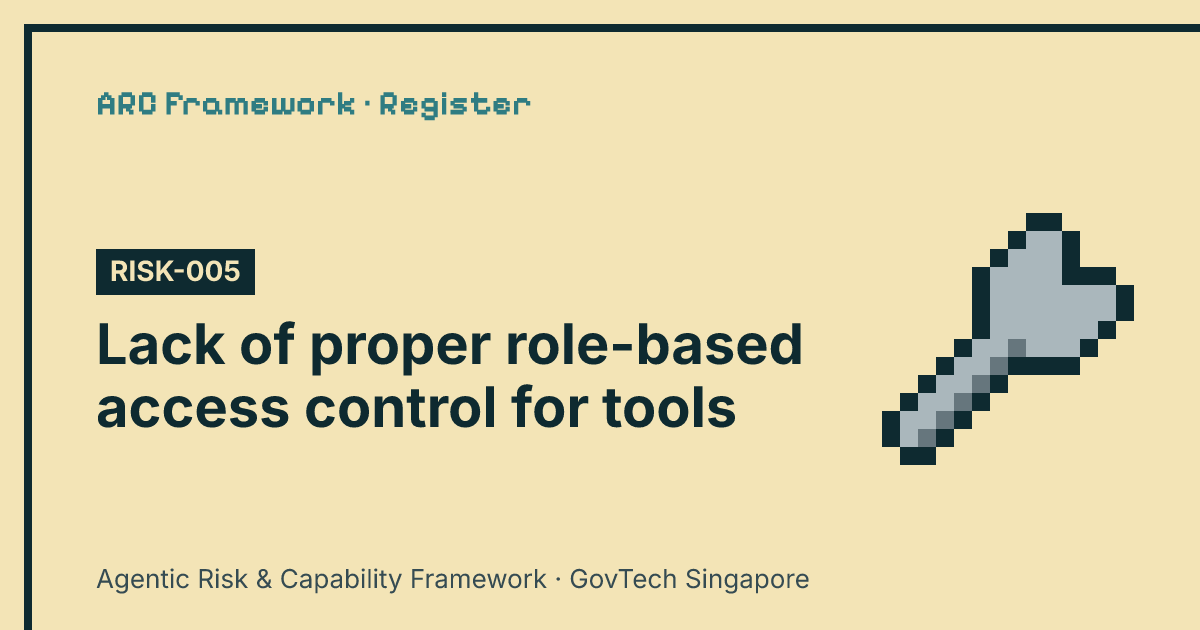 ARC Framework · Register
RISK-005
Lack of proper role-based
access control for tools
Agentic Risk & Capability Framework · GovTech Singapore